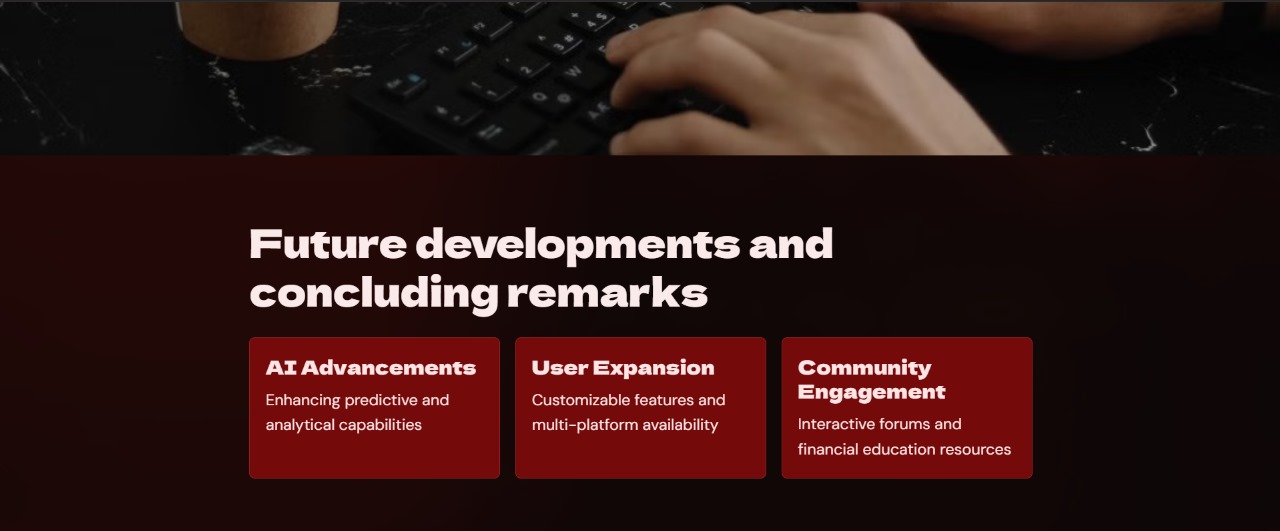 Future developments and
concluding remarks
AI Advancements
Enhancing predictive and
analytical capabilities
User Expansion
Customizable features and
multi-platform availability
Community
Engagement
Interactive forums and
financial education resources